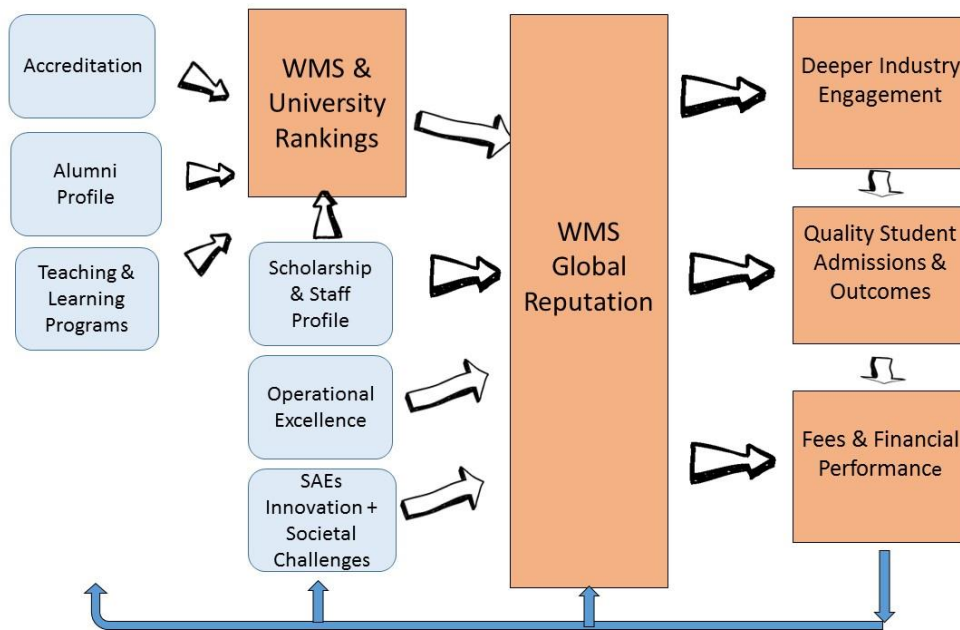 Accreditation
Alumni
Profile
Teaching &
Learning
Programs
WMS &
University
Rankings
Scholarship
& Staff
Profile
Operational
Excellence
SAEs
Innovation +
Societal
Challenges
WMS
Global
Reputation
Deeper Industry
Engagement
Quality Student
Admissions &
Outcomes
Fees & Financial
Performance